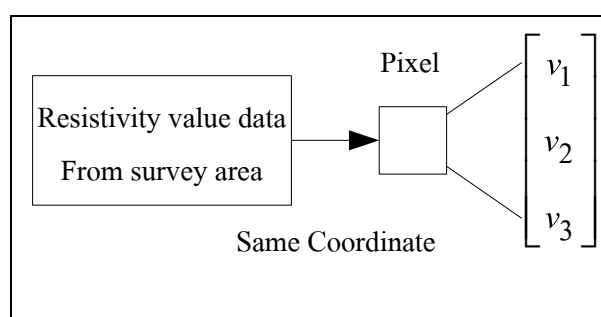 Pixel
Resistivity value data
From survey area
Same Coordinate
v1
v2
v3